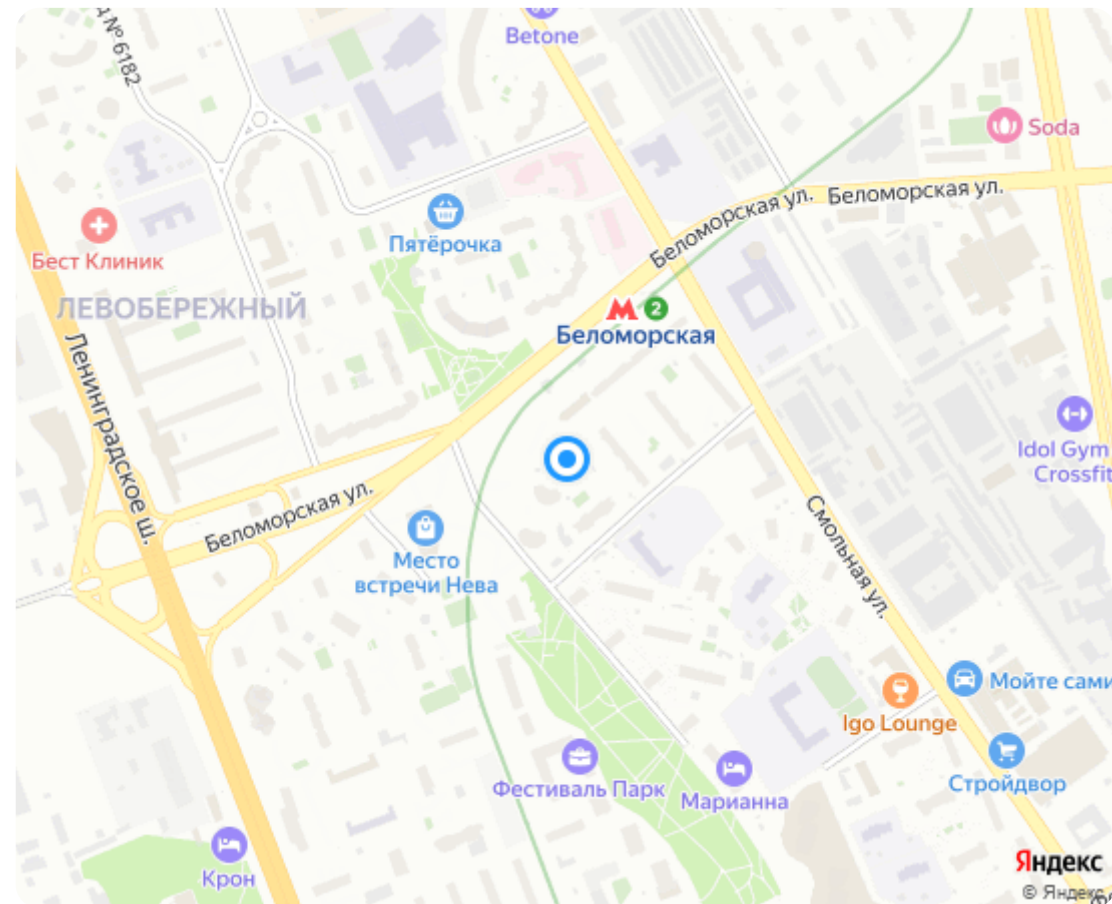 д № 6182
Betone
Soda
Беломорская ул.
Беломорская ул.
Пятёрочка
Бест Клиник
ЛЕВОБЕРЕЖНЫЙ
М 2
Беломорская
Ленинградское ш.
Idol Gym
Crossfit
Беломорская ул.
Место
встречи Нева
Смольная ул.
Мойте сами
Igo Lounge
Стройдвор
Фестиваль Парк
Марианна
Крон
Яндекс
© Яндекс